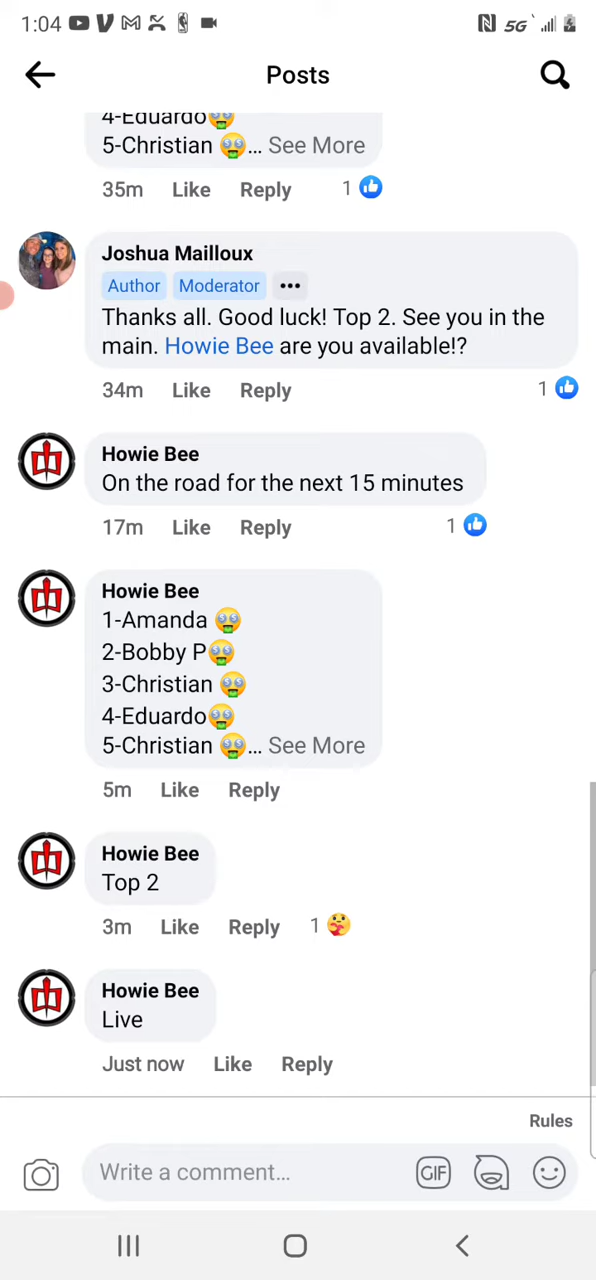 1:04 5G
Posts
4-Eduardo🤑
5-Christian 🤑... See More
35m Like Reply 1
Joshua Mailloux
Author Moderator •••
Thanks all. Good luck! Top 2. See you in the
main. Howie Bee are you available!?
34m Like Reply 1
Howie Bee
On the road for the next 15 minutes
17m Like Reply 1
Howie Bee
1-Amanda 🤑
2-Bobby P🤑
3-Christian 🤑
4-Eduardo🤑
5-Christian 🤑... See More
5m Like Reply
Howie Bee
Top 2
3m Like Reply 1
Howie Bee
Live
Just now Like Reply
Rules
Write a comment... GIF